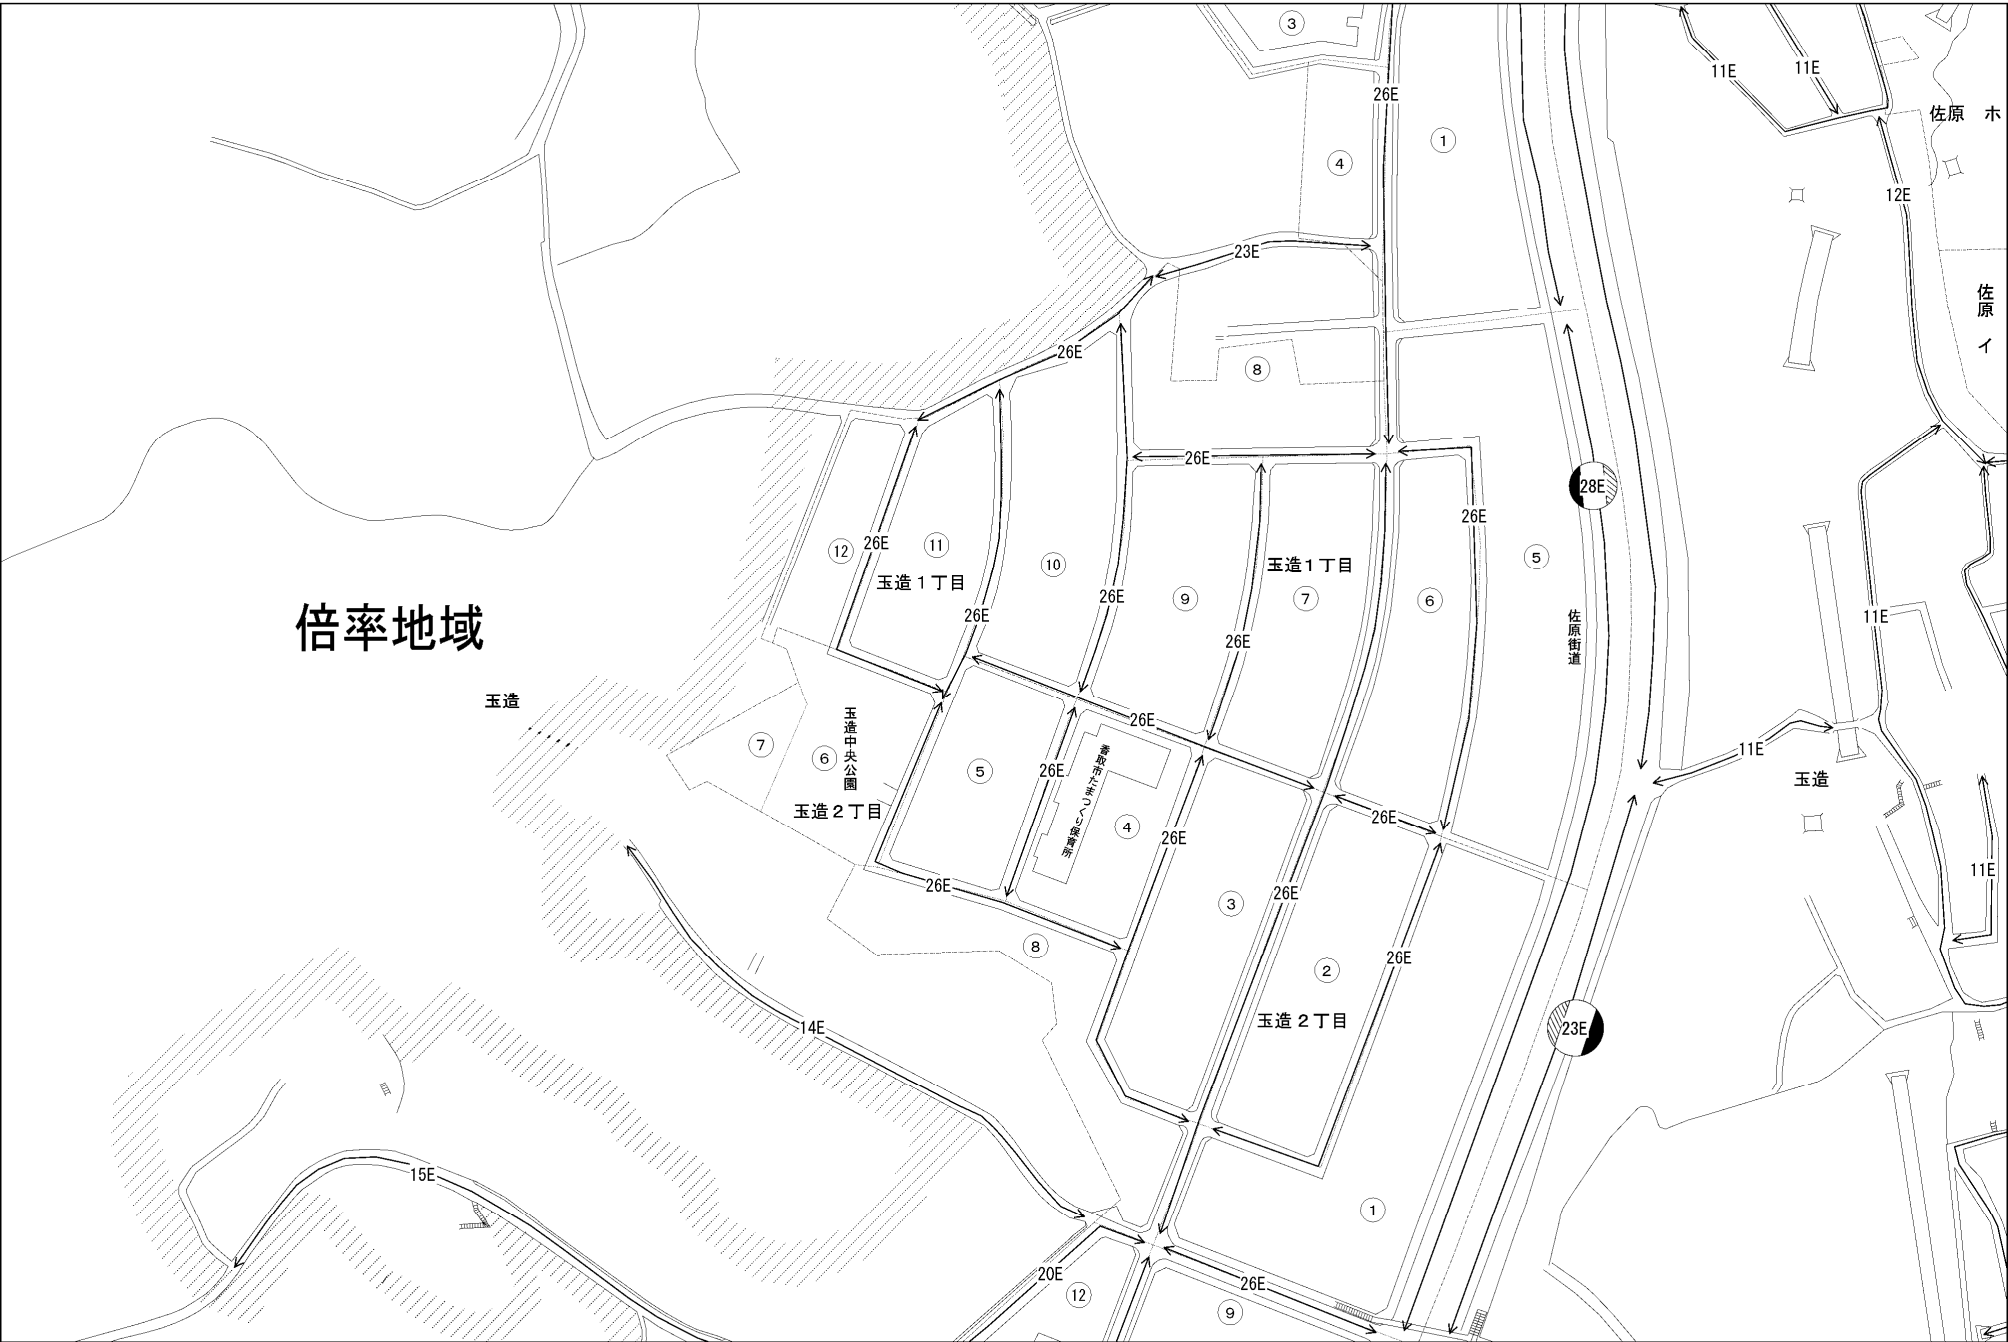 ③
11E
11E
26E
佐原 ホ
①
④
12E
23E
佐原 イ
26E
⑧
26E
28E
26E
⑫
26E
⑪
玉造1丁目
⑩
玉造1丁目
⑤
26E
⑨
⑦
⑥
倍率地域
26E
11E
佐原街道
26E
玉造
26E
⑦
⑥
玉造中央公園
11E
⑤
26E
香取市たまつくり保育所
玉造
玉造2丁目
26E
④
26E
11E
26E
26E
③
⑧
26E
②
14E
玉造2丁目
23E
15E
①
20E
26E
⑫
⑨